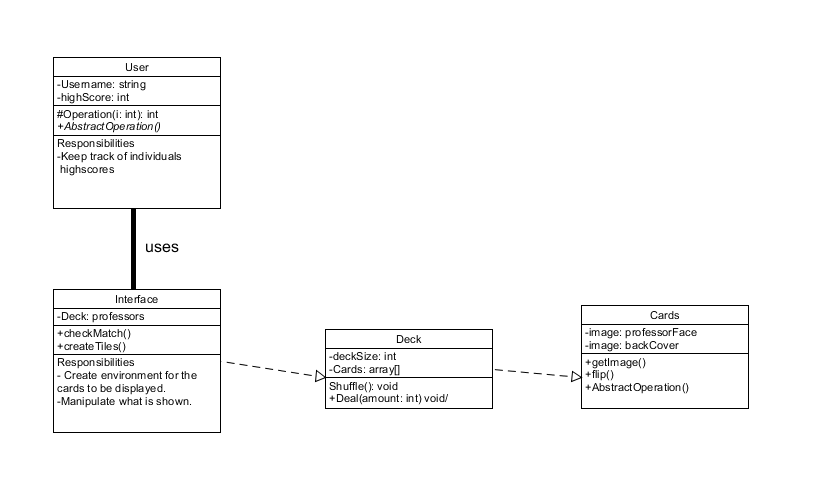 User
-Username: string
-highScore: int
#Operation(i: int): int
+AbstractOperation()
Responsibilities
-Keep track of individuals
highscores
uses
Interface
-Deck: professors
+checkMatch()
+createTiles()
Responsibilities
- Create environment for the
cards to be displayed.
-Manipulate what is shown.
Deck
-deckSize: int
-Cards: array[]
Shuffle(): void
+Deal(amount: int) void/
Cards
-image: professorFace
-image: backCover
+getImage()
+flip()
+AbstractOperation()